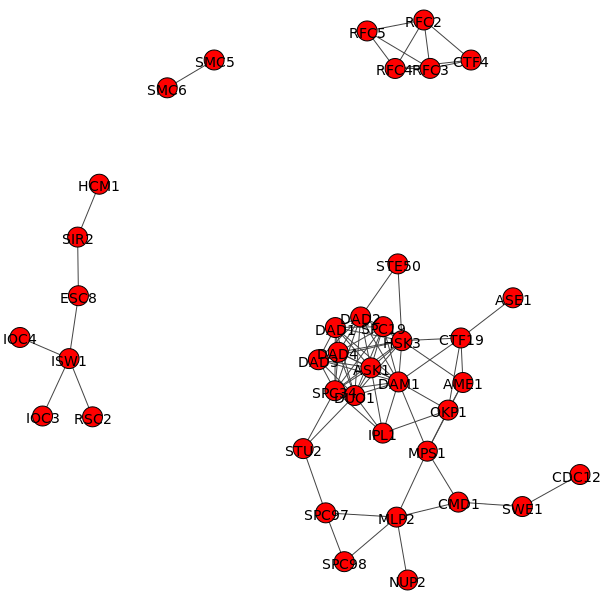 RFC2
RFC5
SMC5
CTF4
RFC4
RFC3
SMC6
HCM1
SIR2
STE50
ESC8
ASE1
DAD2
DAD1
SPC19
IOC4
HSK3
CTF19
DAD4
ISW1
DAD3
ASK1
DAM1
AME1
SPC34
DUO1
OKP1
IOC3
RSC2
IPL1
STU2
MPS1
CDC12
CMD1
SWE1
SPC97
MLP2
SPC98
NUP2